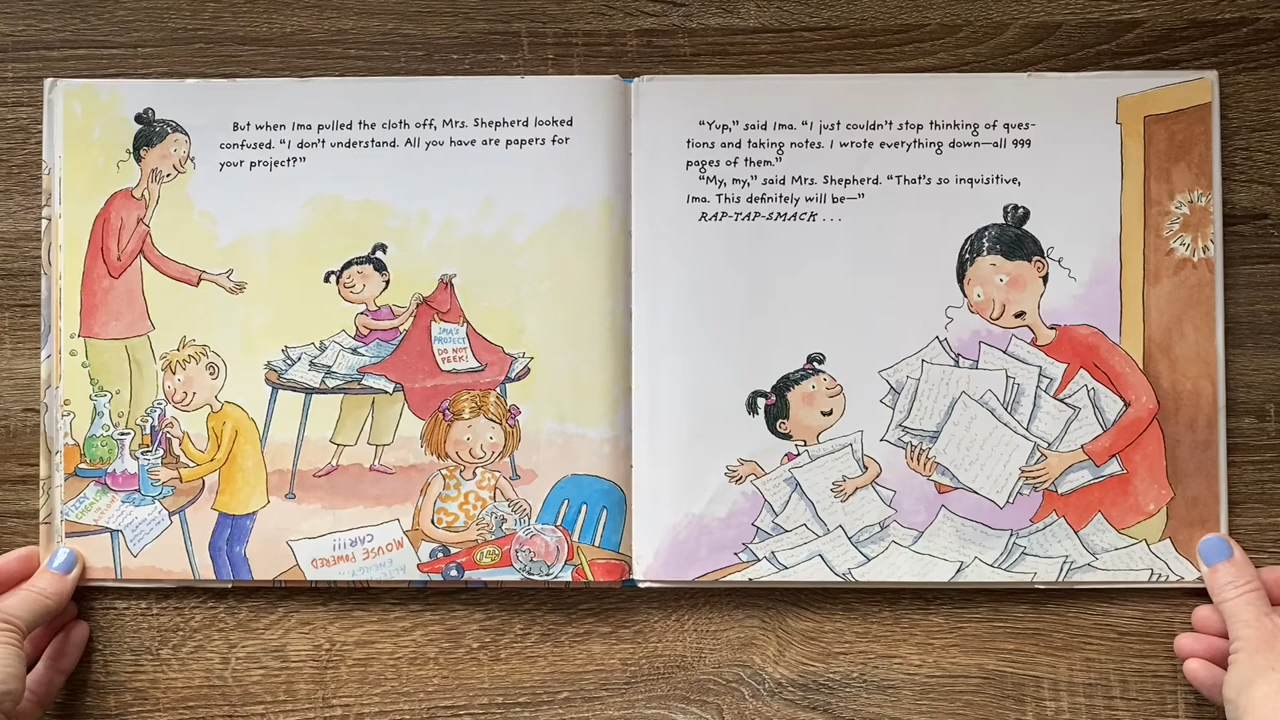 But when Ima pulled the cloth off, Mrs. Shepherd looked
confused. “I don’t understand. All you have are papers for
your project?”
IMA'S
PROJECT
DO NOT
PEEK!
FIZZY
MOUSE POWERED
CAR!!!
ENERGY...
14
“Yup,” said Ima. “I just couldn’t stop thinking of ques-
tions and taking notes. I wrote everything down—all 999
pages of them.”
“My, my,” said Mrs. Shepherd. “That’s so inquisitive,
Ima. This definitely will be—”
RAP-TAP-SMACK . . .